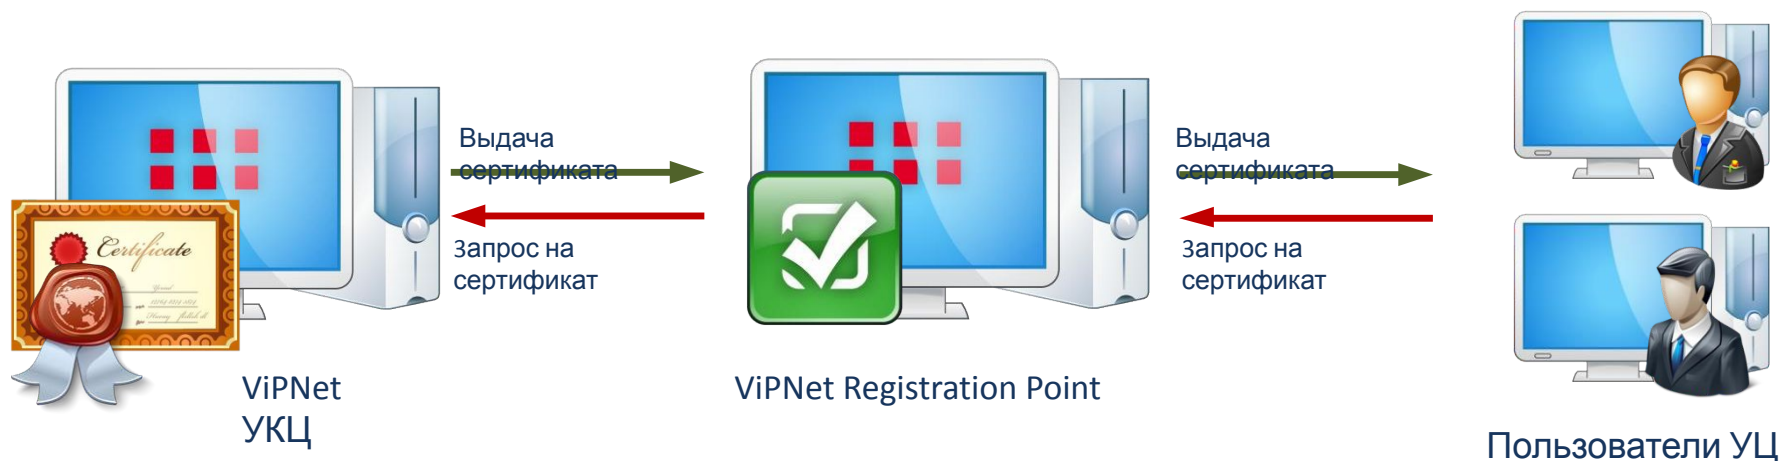 Выдача
сертификата
Запрос на
сертификат
Выдача
сертификата
Запрос на
сертификат
Certificate
ViPNet
УКЦ
ViPNet Registration Point
Пользователи УЦ